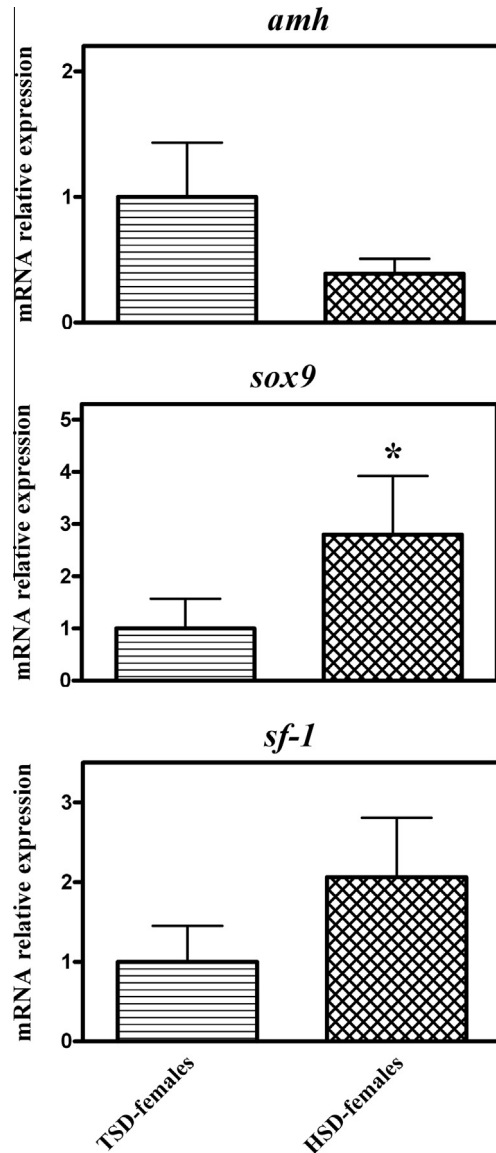 amh
mRNA relative expression
2
1
0
sox9
mRNA relative expression
5
4
3
2
1
0
*
sf-1
mRNA relative expression
3
2
1
0
TSD-females
HSD-females